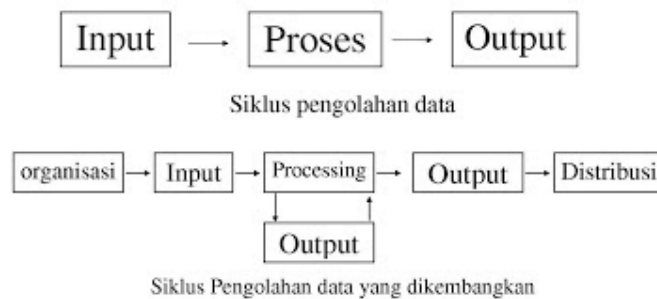 Input Proses Output
Siklus pengolahan data
organisasi Input Processing Output Distribusi
Output
Siklus Pengolahan data yang dikembangkan